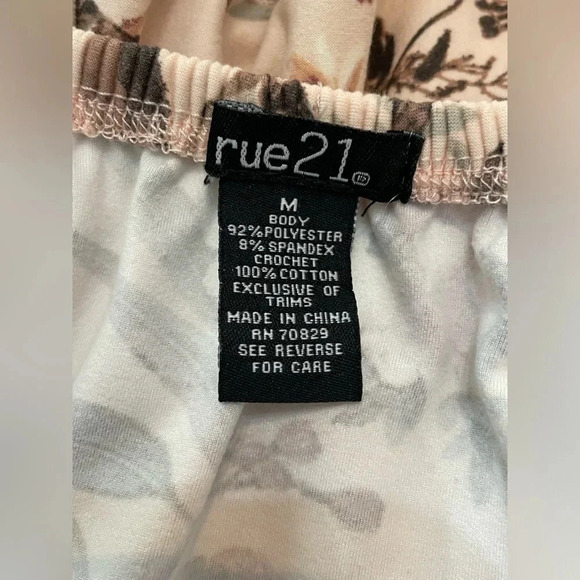 rue21®
M
BODY
92%POLYESTER
8% SPANDEX
CROCHET
100%COTTON
EXCLUSIVE OF
TRIMS
MADE IN CHINA
RN 70829
SEE REVERSE
FOR CARE